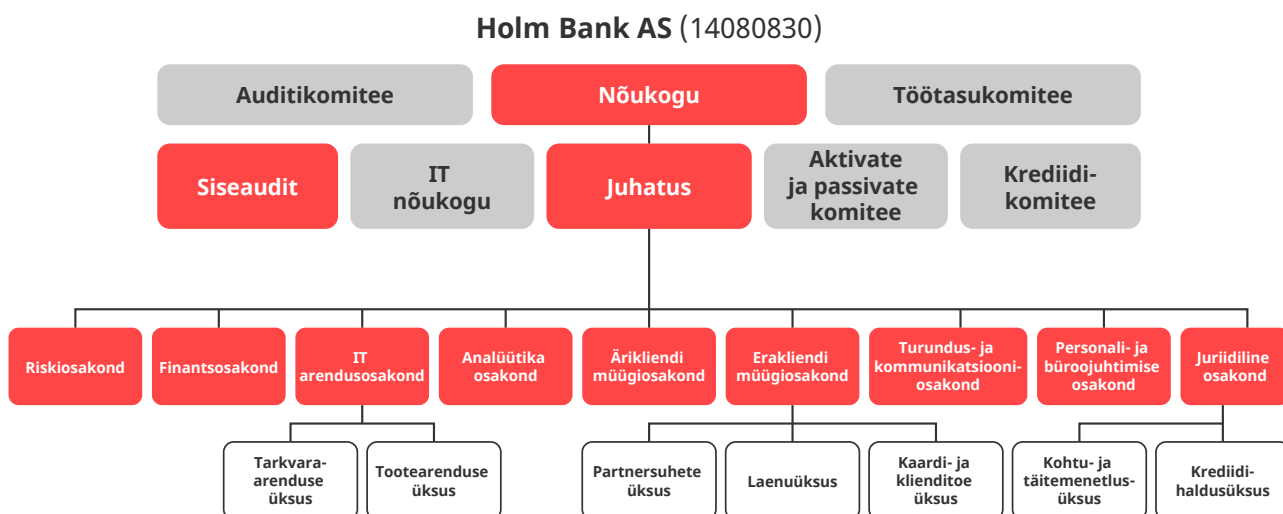 Holm Bank AS (14080830)
Auditikomitee
Nõukogu
Töötasukomitee
Siseaudit
IT
nõukogu
Juhatus
Aktivate
ja passivate
komitee
Krediidi-
komitee
Riskiosakond
Finantsosakond
IT
arendusosakond
Analüütika
osakond
Ärikliendi
müügiosakond
Erakliendi
müügiosakond
Turundus- ja
kommunikatsiooni-
osakond
Personali- ja
büroojuhtimise
osakond
Juriidiline
osakond
Tarkvara-
arenduse
üksus
Tootearenduse
üksus
Partnersuhete
üksus
Laenuüksus
Kaardi- ja
klienditoe
üksus
Kohtu- ja
täitemenetlus-
üksus
Krediidi-
haldusüksus